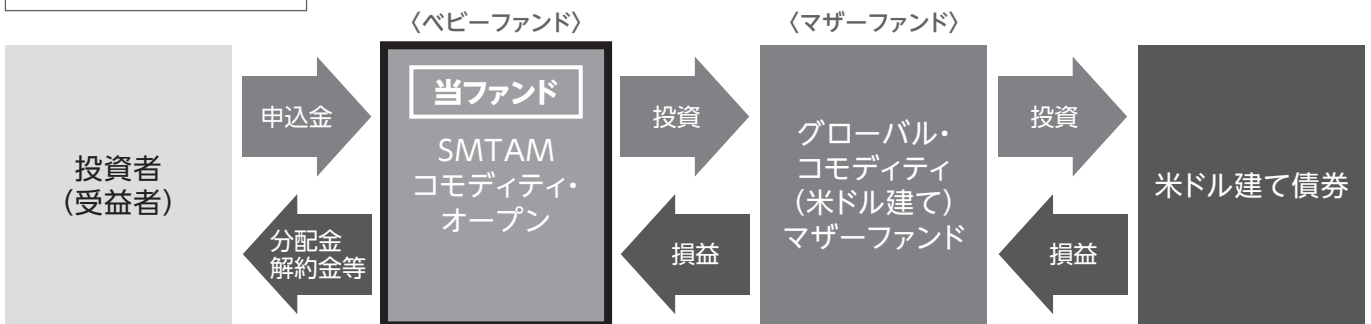 〈ベビーファンド〉
〈マザーファンド〉
投資者
(受益者)
申込金
分配金
解約金等
当ファンド
SMTAM
コモディティ・
オープン
投資
損益
グローバル・
コモディティ
(米ドル建て)
マザーファンド
投資
損益
米ドル建て債券